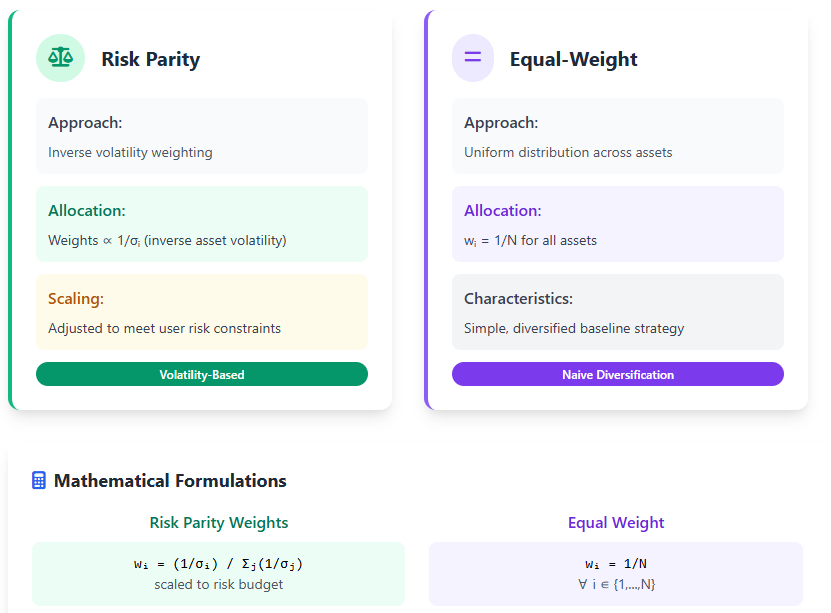 Risk Parity
Approach:
Inverse volatility weighting
Allocation:
Weights ∝ 1/σᵢ (inverse asset volatility)
Scaling:
Adjusted to meet user risk constraints
Volatility-Based
Equal-Weight
Approach:
Uniform distribution across assets
Allocation:
wᵢ = 1/N for all assets
Characteristics:
Simple, diversified baseline strategy
Naive Diversification
Mathematical Formulations
Risk Parity Weights
wᵢ = (1/σᵢ) / Σⱼ(1/σⱼ)
scaled to risk budget
Equal Weight
wᵢ = 1/N
∀ i ∈ {1,...,N}